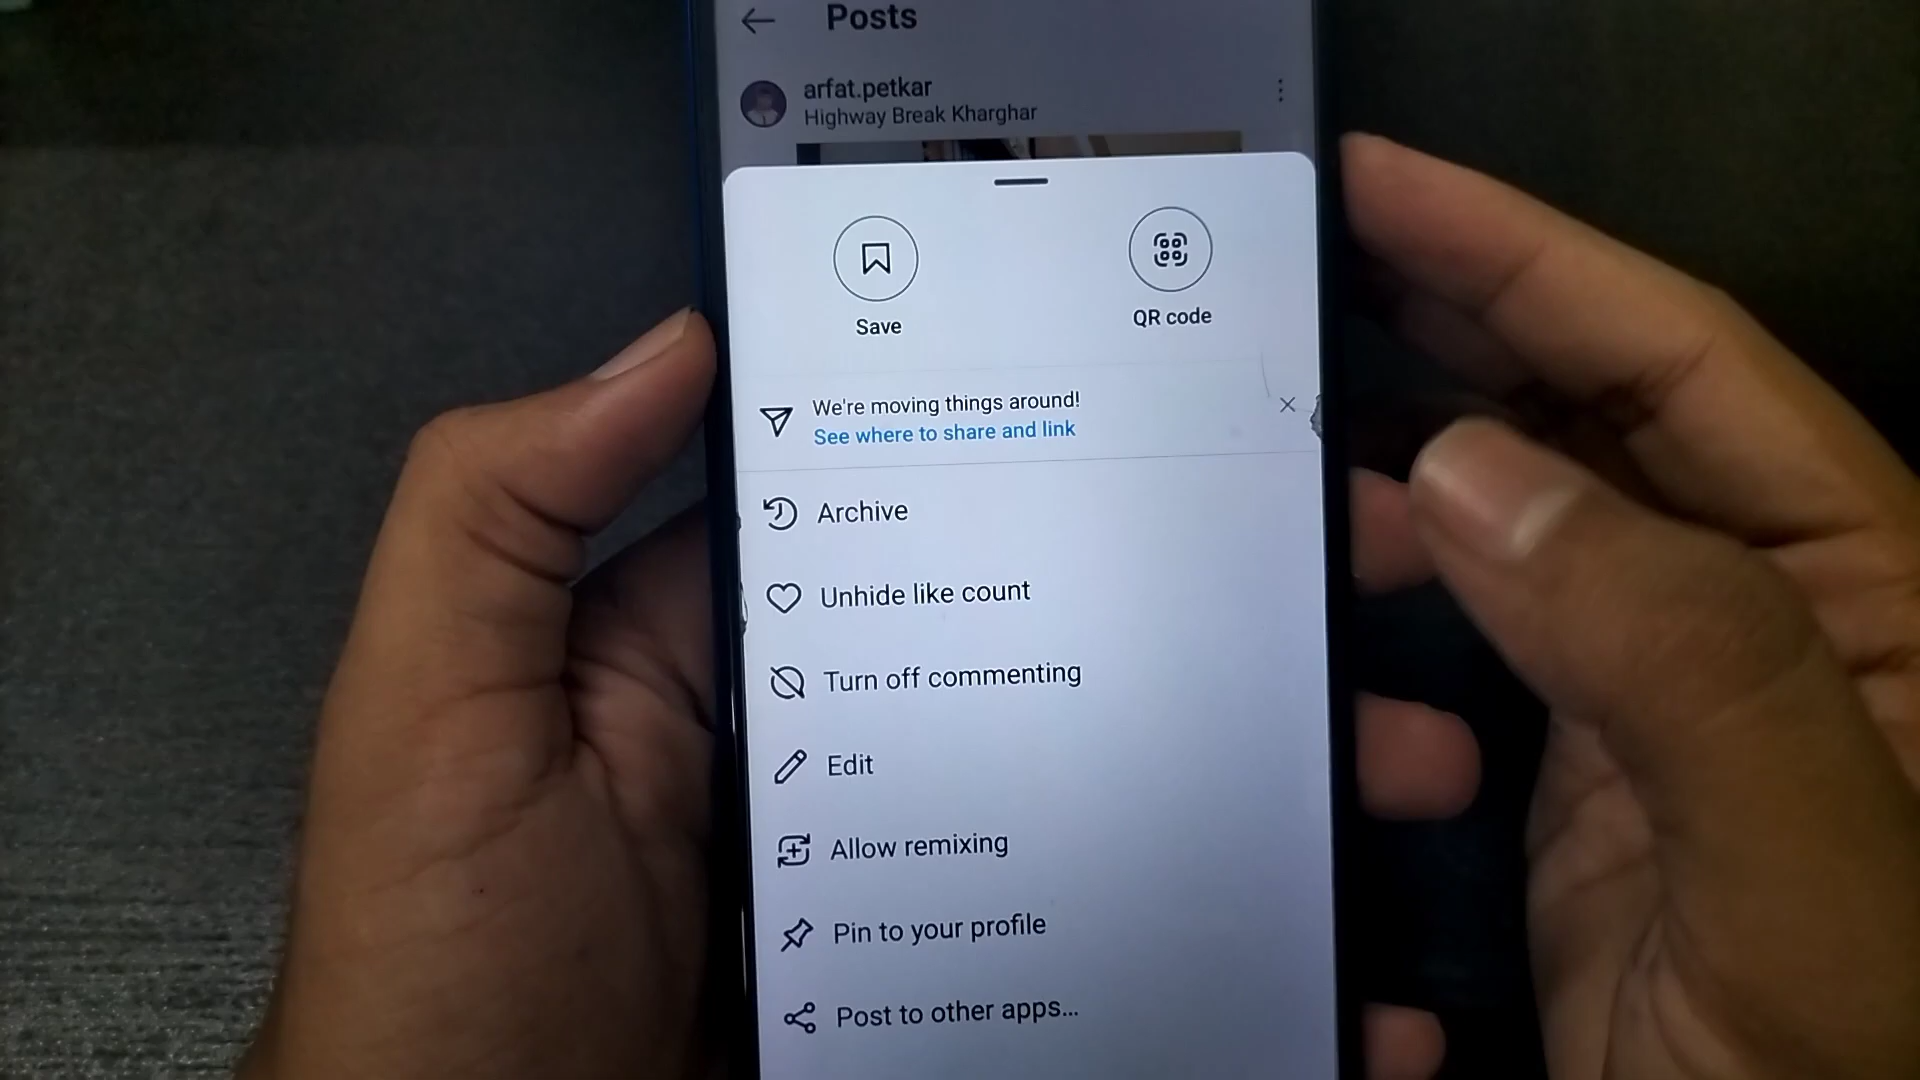 Posts
arfat.petkar
Highway Break Kharghar
Save
QR code
We're moving things around!
See where to share and link
Archive
Unhide like count
Turn off commenting
Edit
Allow remixing
Pin to your profile
Post to other apps...